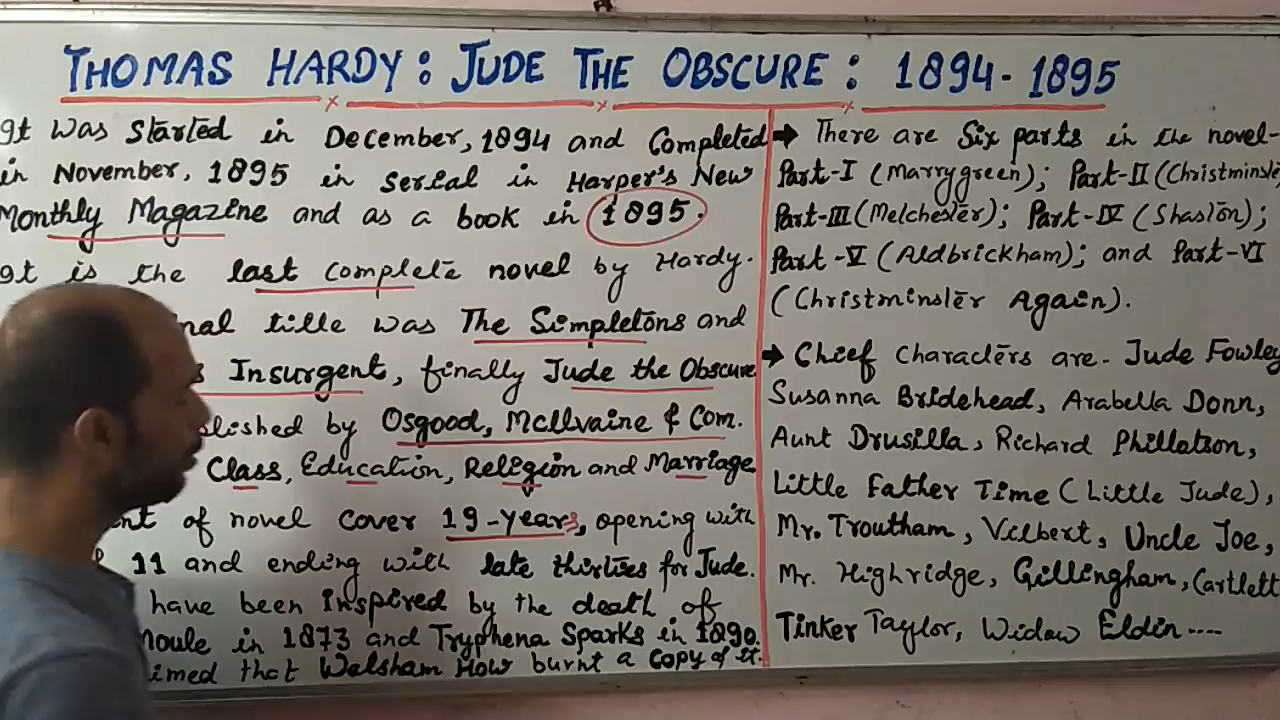 THOMAS HARDY: JUDE THE OBSCURE: 1894-1895
It was Started in December, 1894 and Completed
in November, 1895 in serial in Harper's New
Monthly Magazine and as a book in 1895.
It is the last complete novel by Hardy.
nal title was The Simpletons and
s Insurgent, finally Jude the Obscure
lished by Osgood, McIlvaine & Com.
Class, Education, Religion and Marriage
nt of novel cover 19-years, opening with
11 and ending with late thirties for Jude.
have been inspired by the death of
Moule in 1873 and Tryphena Sparks in 1890.
imed that Walsham How burnt a copy of it.
➔ There are Six parts in the novel-
Part-I (Marrygreen); Part-II (Christminste
Part-III (Melchester); Part-IV (Shaston);
Part-V (Aldbrickham); and Part-VI
(Christminster Again).
➔ Chief characters are- Jude Fowley
Susanna Bridehead, Arabella Donn,
Aunt Drusilla, Richard Phillotson,
Little Father Time (Little Jude),
Mr. Troutham, Vilbert, Uncle Joe,
Mr. Highridge, Gillingham, Cartlett
Tinker Taylor, Widow Edlin....